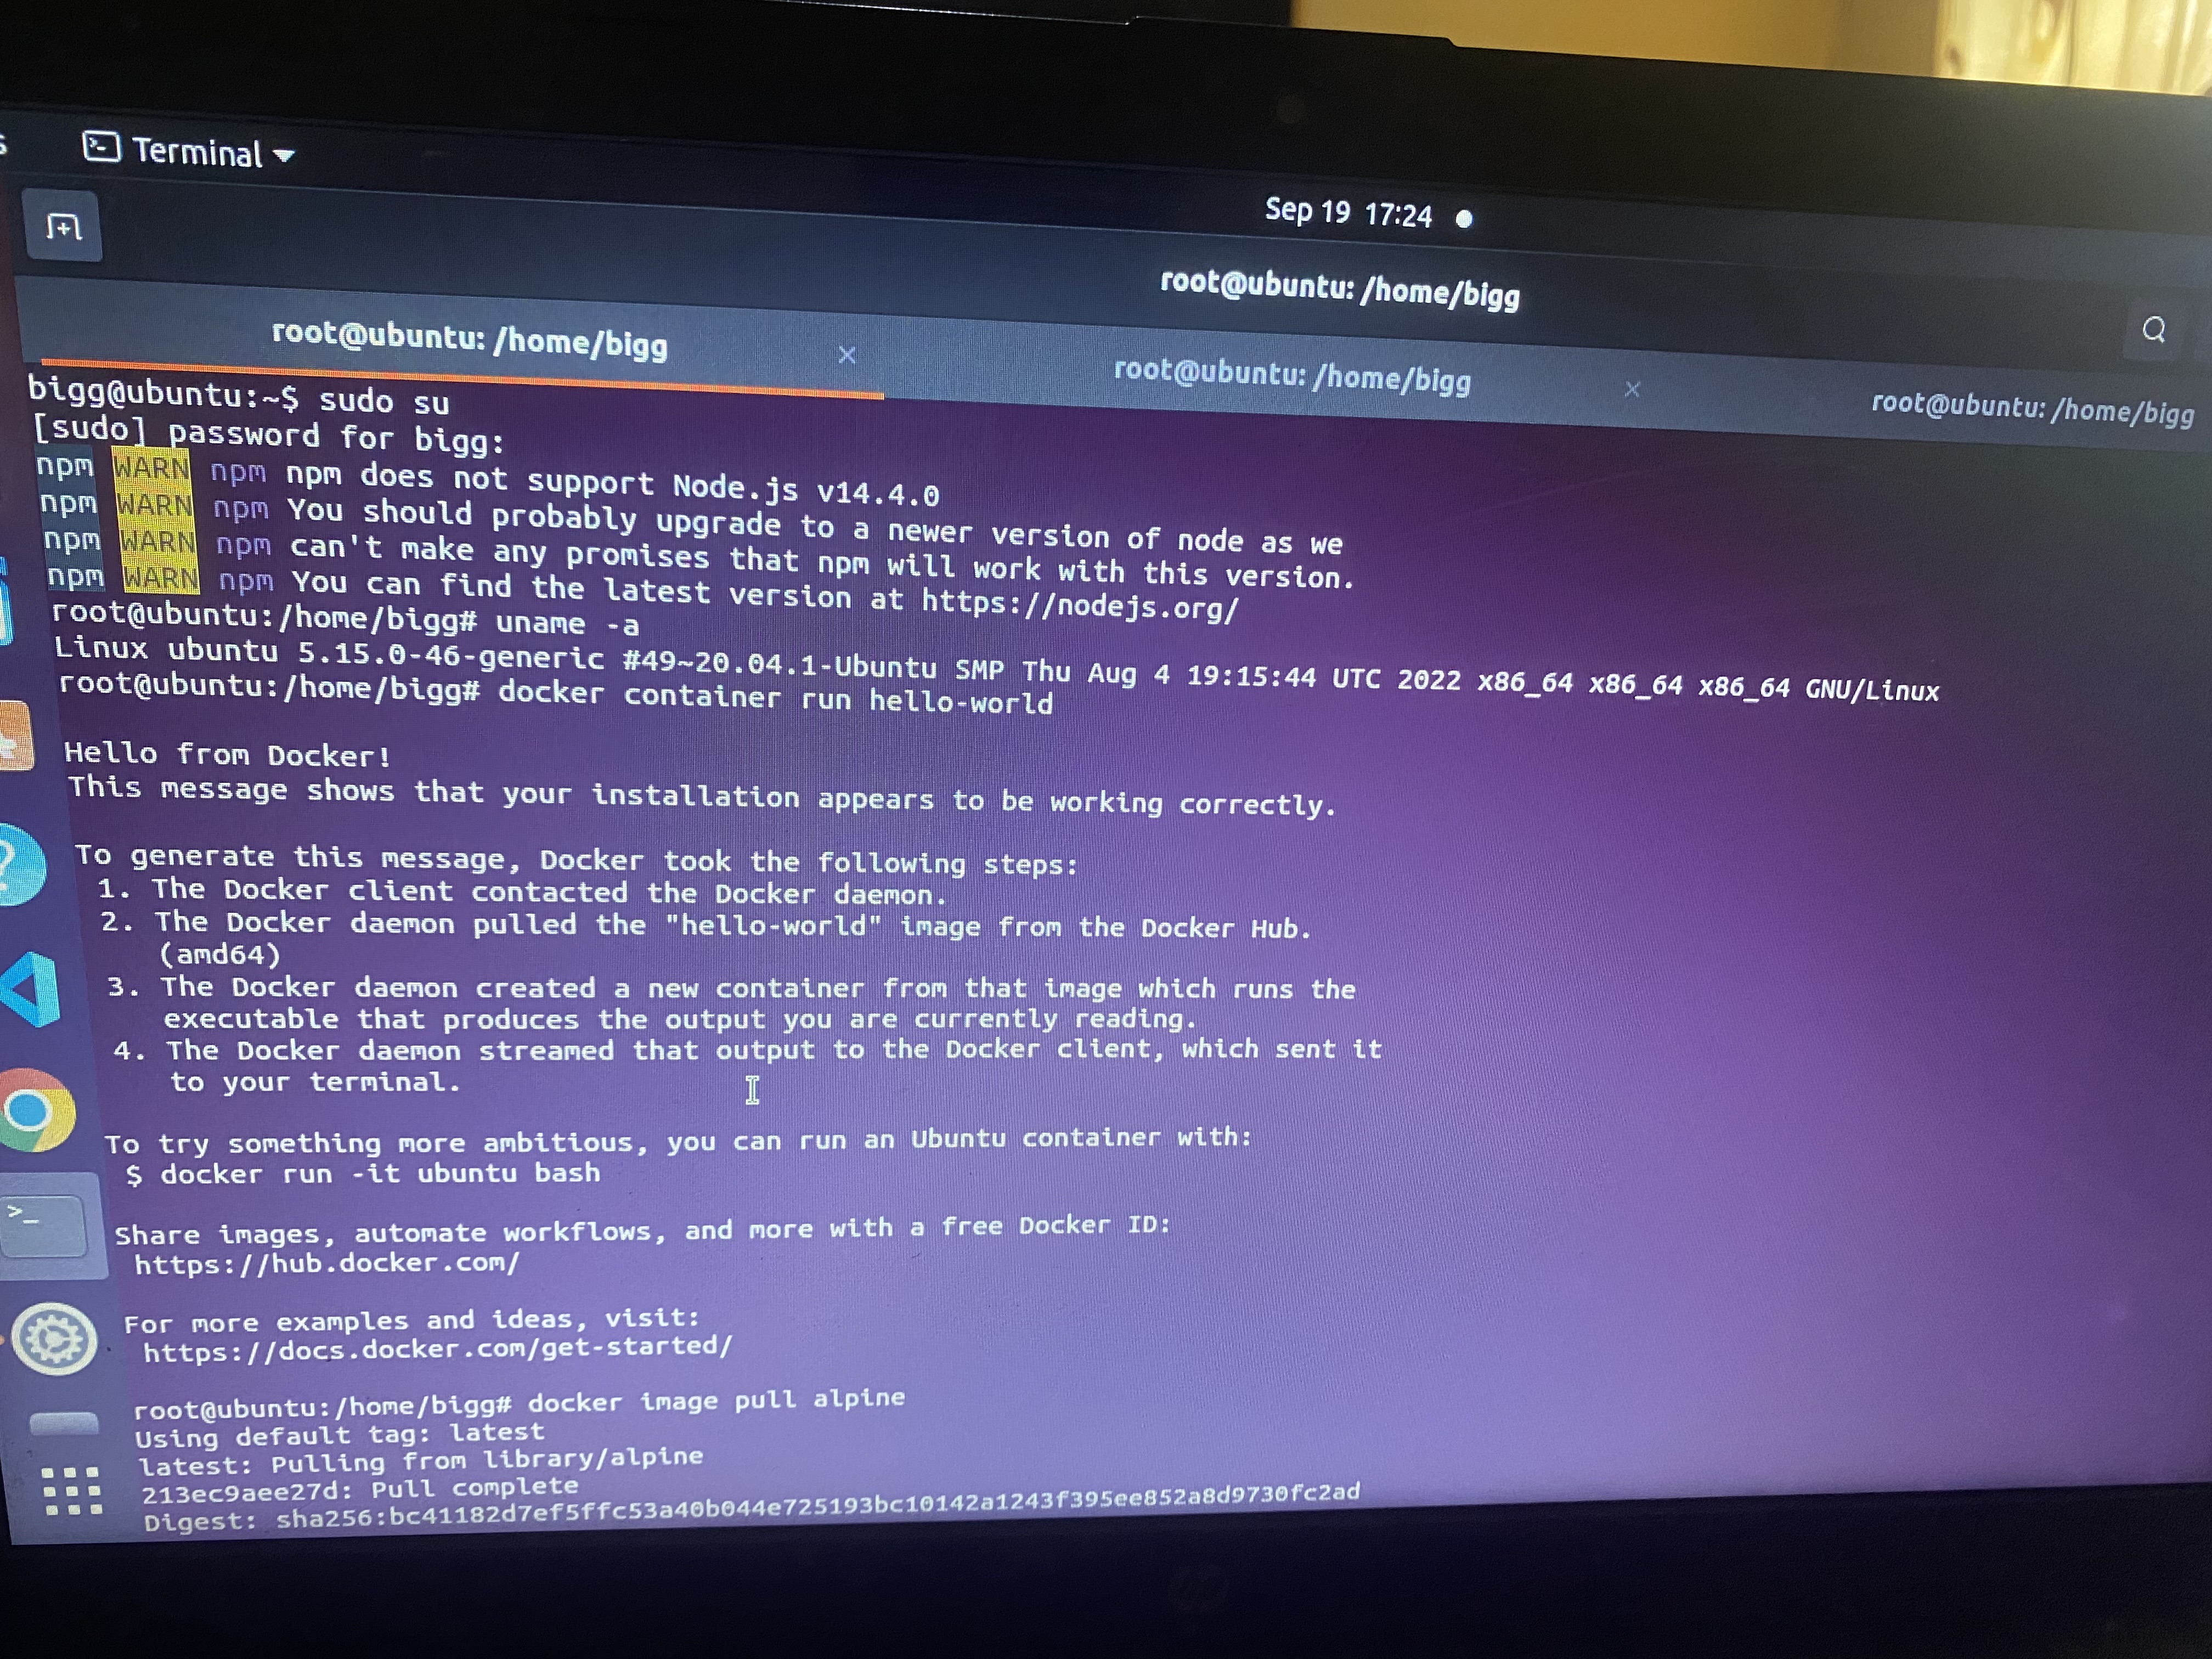 Terminal
Sep 19 17:24
root@ubuntu: /home/bigg
root@ubuntu: /home/bigg × root@ubuntu: /home/bigg × root@ubuntu: /home/bigg
bigg@ubuntu:~$ sudo su
[sudo] password for bigg:
npm WARN npm npm does not support Node.js v14.4.0
npm WARN npm You should probably upgrade to a newer version of node as we
npm WARN npm can't make any promises that npm will work with this version.
npm WARN npm You can find the latest version at https://nodejs.org/
root@ubuntu:/home/bigg# uname -a
Linux ubuntu 5.15.0-46-generic #49~20.04.1-Ubuntu SMP Thu Aug 4 19:15:44 UTC 2022 x86_64 x86_64 x86_64 GNU/Linux
root@ubuntu:/home/bigg# docker container run hello-world
Hello from Docker!
This message shows that your installation appears to be working correctly.
To generate this message, Docker took the following steps:
1. The Docker client contacted the Docker daemon.
2. The Docker daemon pulled the "hello-world" image from the Docker Hub.
(amd64)
3. The Docker daemon created a new container from that image which runs the
executable that produces the output you are currently reading.
4. The Docker daemon streamed that output to the Docker client, which sent it
to your terminal.
To try something more ambitious, you can run an Ubuntu container with:
$ docker run -it ubuntu bash
Share images, automate workflows, and more with a free Docker ID:
https://hub.docker.com/
For more examples and ideas, visit:
https://docs.docker.com/get-started/
root@ubuntu:/home/bigg# docker image pull alpine
Using default tag: latest
latest: Pulling from library/alpine
213ec9aee27d: Pull complete
Digest: sha256:bc41182d7ef5ffc53a40b044e725193bc10142a1243f395ee852a8d9730fc2ad